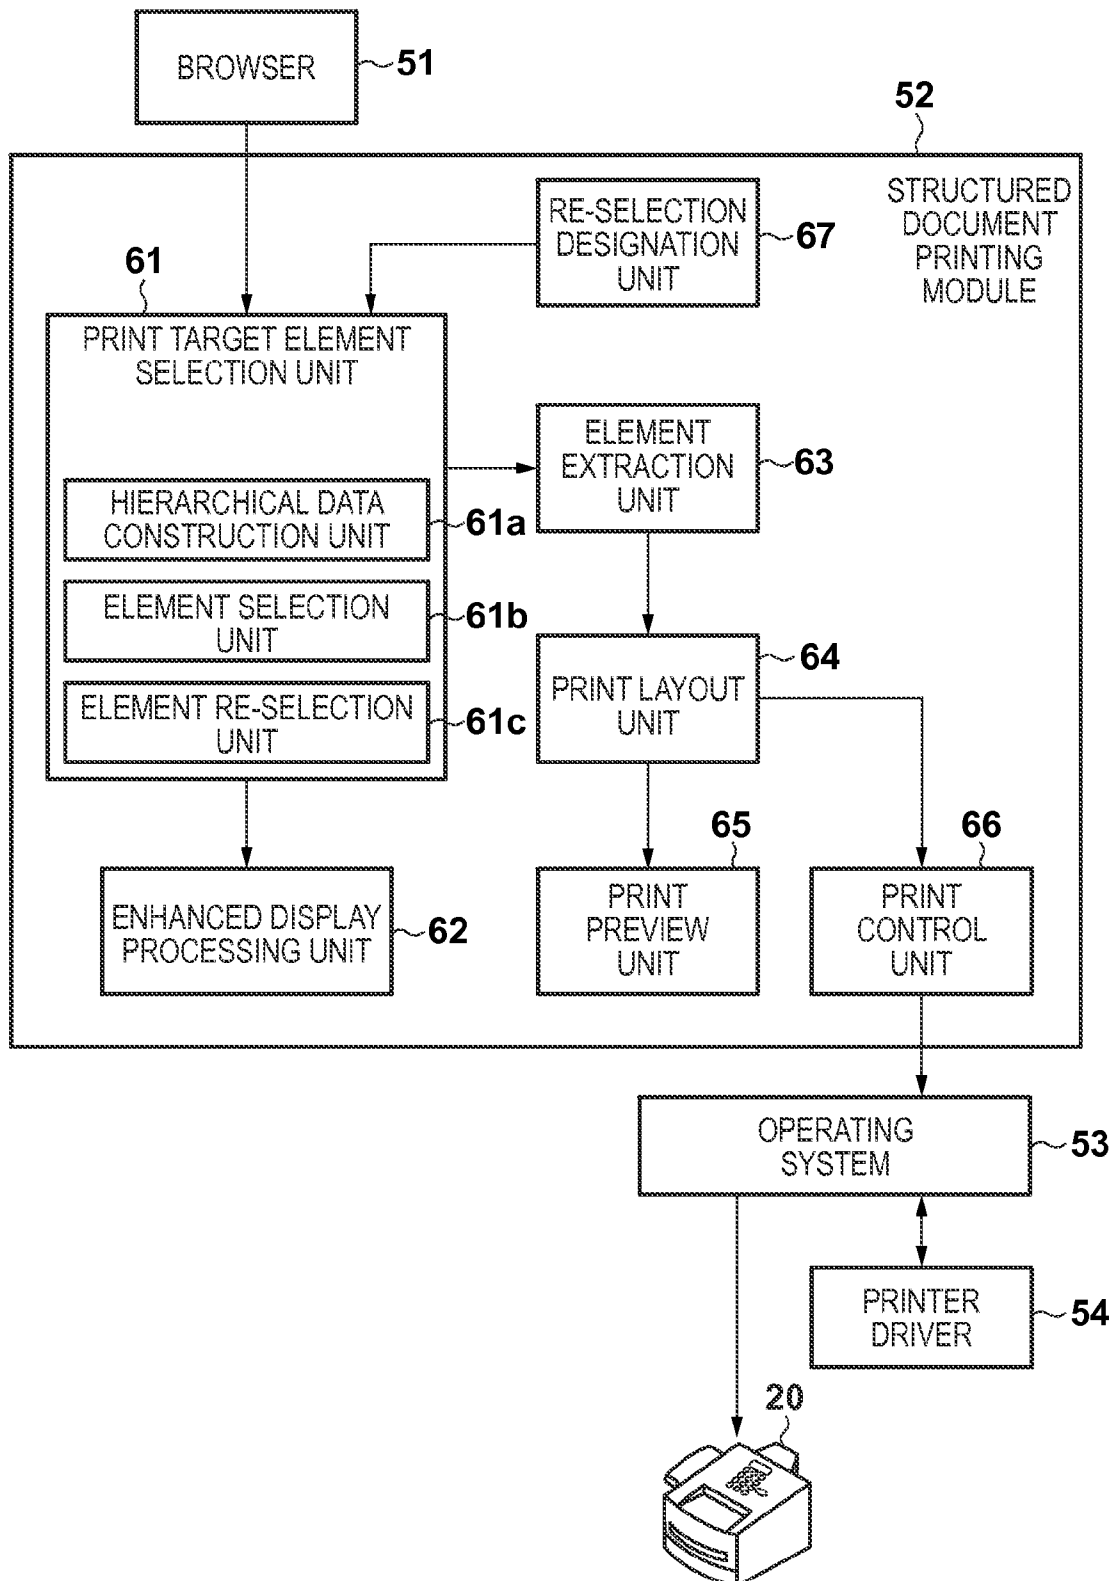 BROWSER
51
52
STRUCTURED
DOCUMENT
PRINTING
MODULE
RE-SELECTION
DESIGNATION
UNIT
67
61
PRINT TARGET ELEMENT
SELECTION UNIT
HIERARCHICAL DATA
CONSTRUCTION UNIT
61a
ELEMENT SELECTION
UNIT
61b
ELEMENT RE-SELECTION
UNIT
61c
ELEMENT
EXTRACTION
UNIT
63
PRINT LAYOUT
UNIT
64
ENHANCED DISPLAY
PROCESSING UNIT
62
65
PRINT
PREVIEW
UNIT
66
PRINT
CONTROL
UNIT
OPERATING
SYSTEM
53
PRINTER
DRIVER
54
20